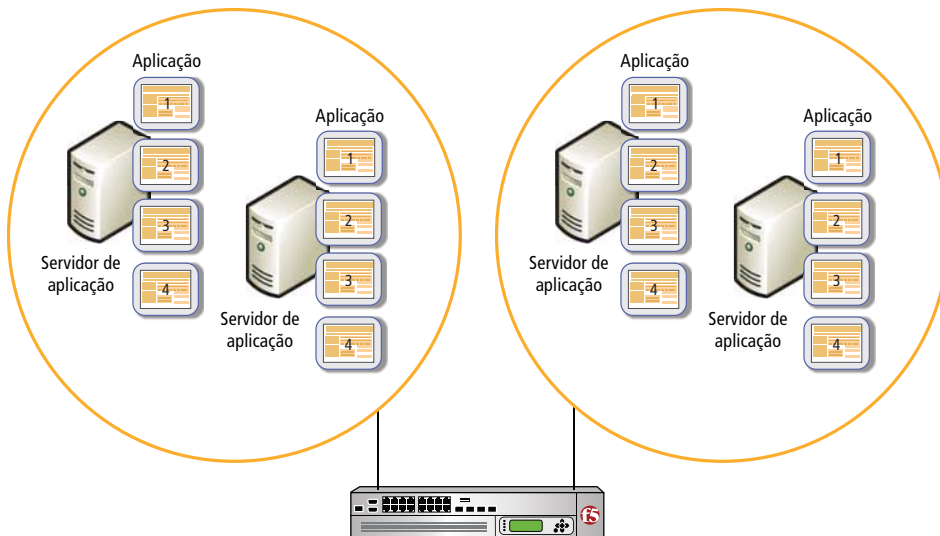 Aplicação
1
2
3
4
Servidor de
aplicação
Aplicação
1
2
3
4
Servidor de
aplicação
Aplicação
1
2
3
4
Servidor de
aplicação
Aplicação
1
2
3
4
Servidor de
aplicação
f5